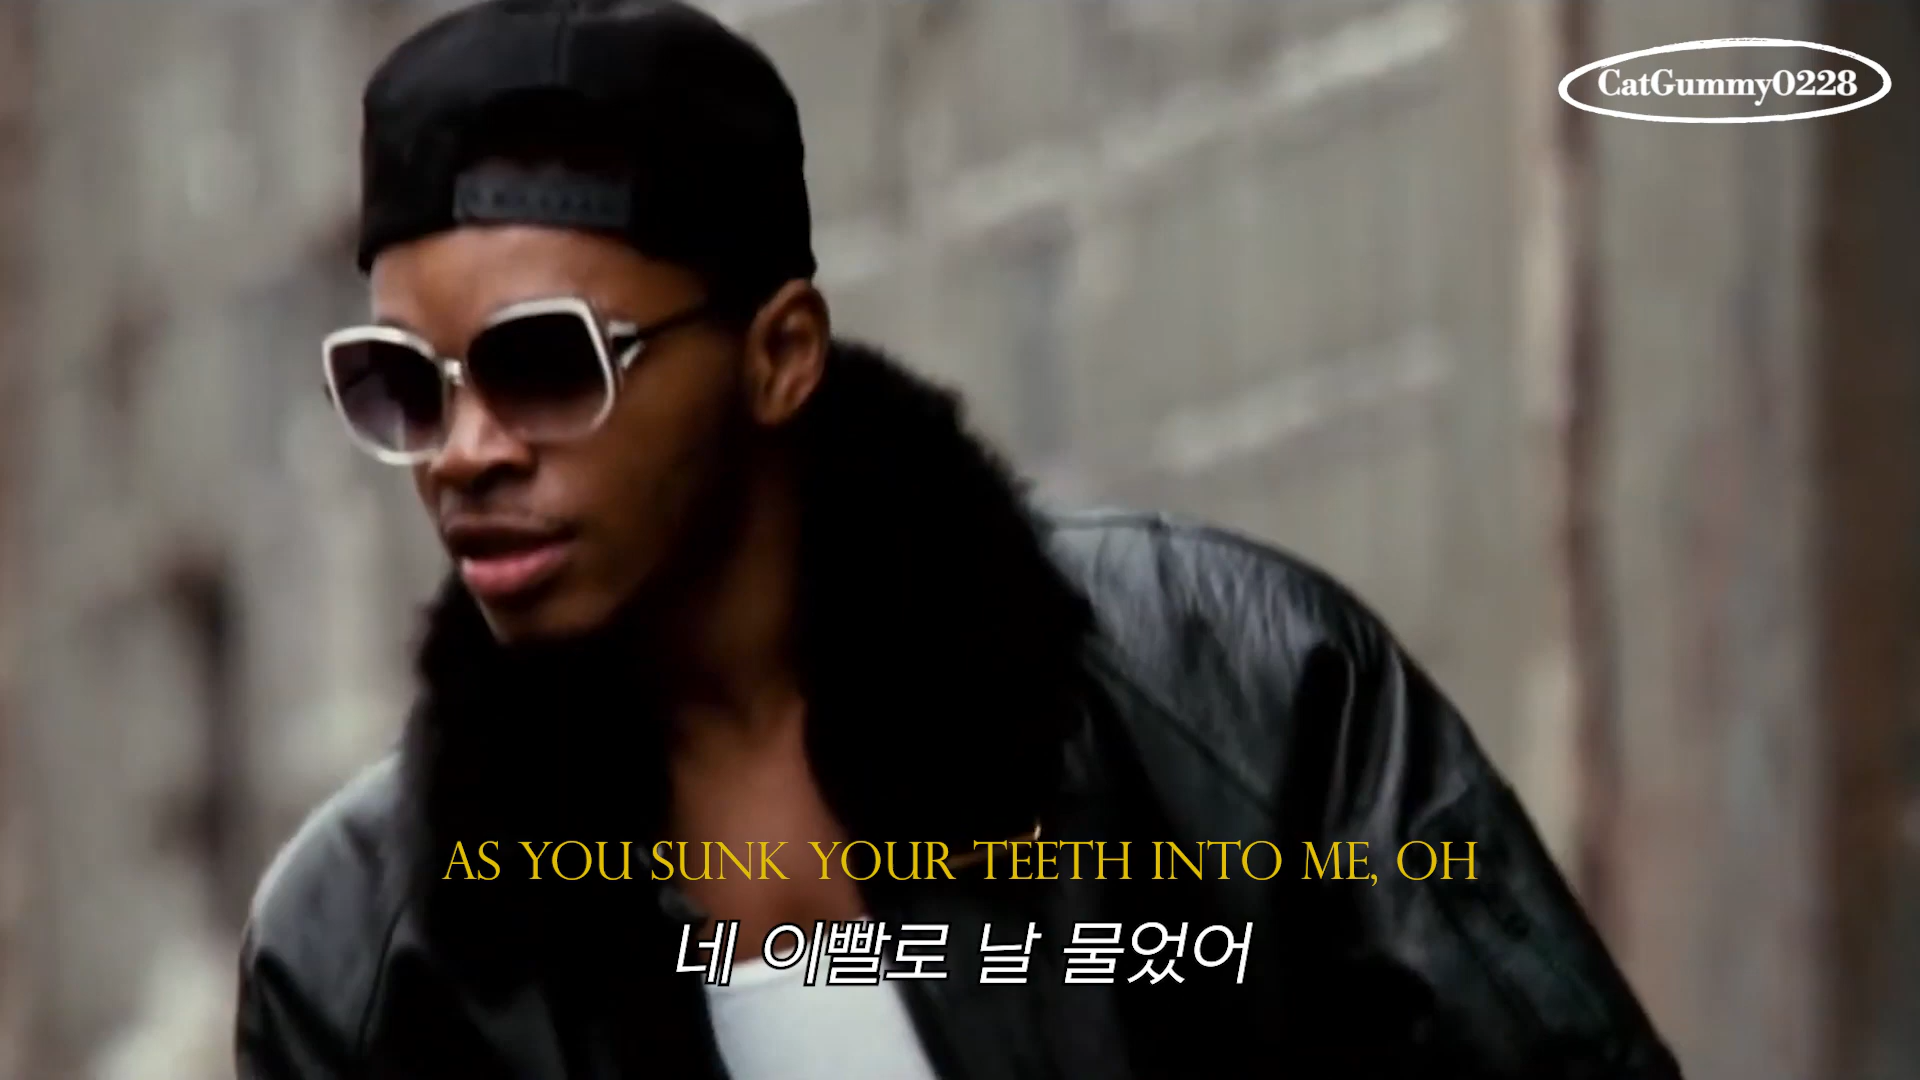 CatGummy0228
AS YOU SUNK YOUR TEETH INTO ME, OH
네 이빨로 날 물었어